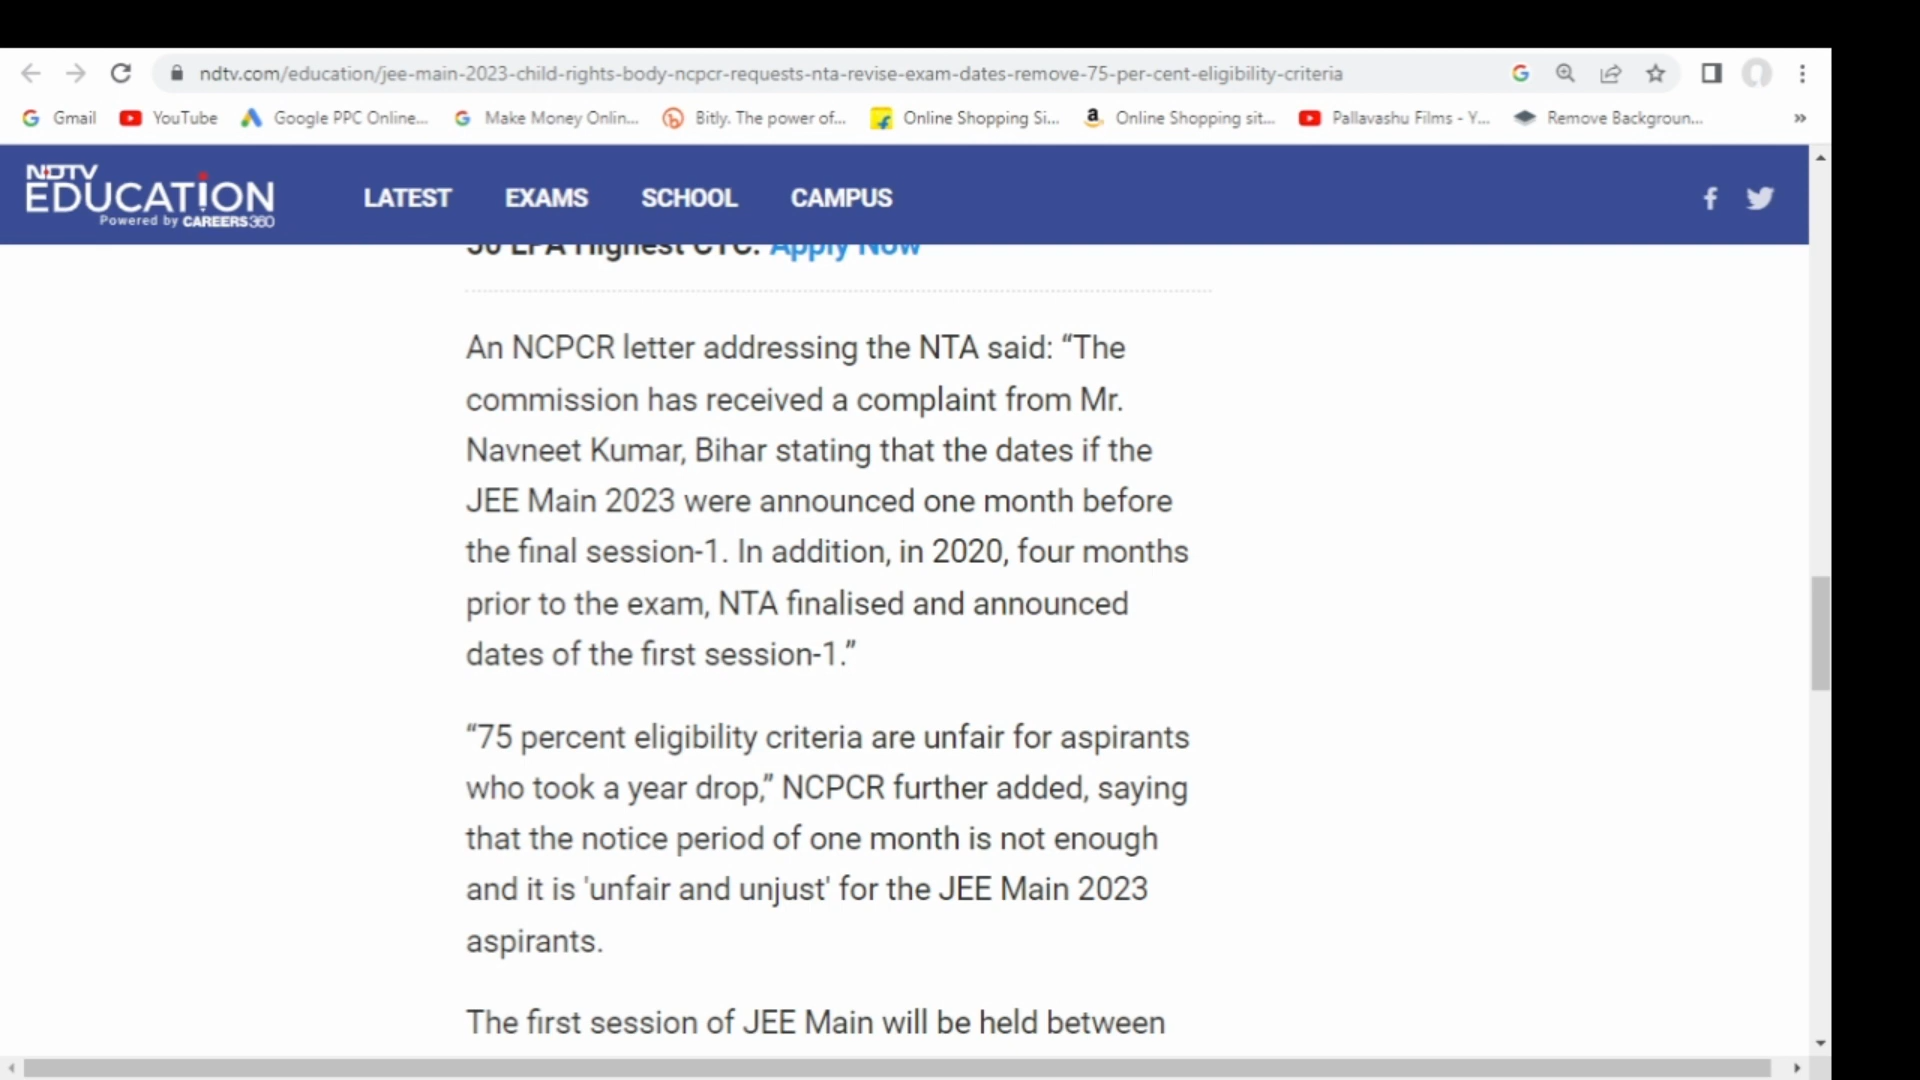 ndtv.com/education/jee-main-2023-child-rights-body-ncpcr-requests-nta-revise-exam-dates-remove-75-per-cent-eligibility-criteria
Gmail YouTube Google PPC Online... Make Money Onlin... Bitly. The power of... Online Shopping Si... Online Shopping sit... Pallavashu Films - Y... Remove Backgroun... »
NDTV
EDUCATION
Powered by CAREERS360
LATEST EXAMS SCHOOL CAMPUS
LPA Highest CTC. Apply Now
An NCPCR letter addressing the NTA said: “The
commission has received a complaint from Mr.
Navneet Kumar, Bihar stating that the dates if the
JEE Main 2023 were announced one month before
the final session-1. In addition, in 2020, four months
prior to the exam, NTA finalised and announced
dates of the first session-1.”
“75 percent eligibility criteria are unfair for aspirants
who took a year drop,” NCPCR further added, saying
that the notice period of one month is not enough
and it is 'unfair and unjust' for the JEE Main 2023
aspirants.
The first session of JEE Main will be held between